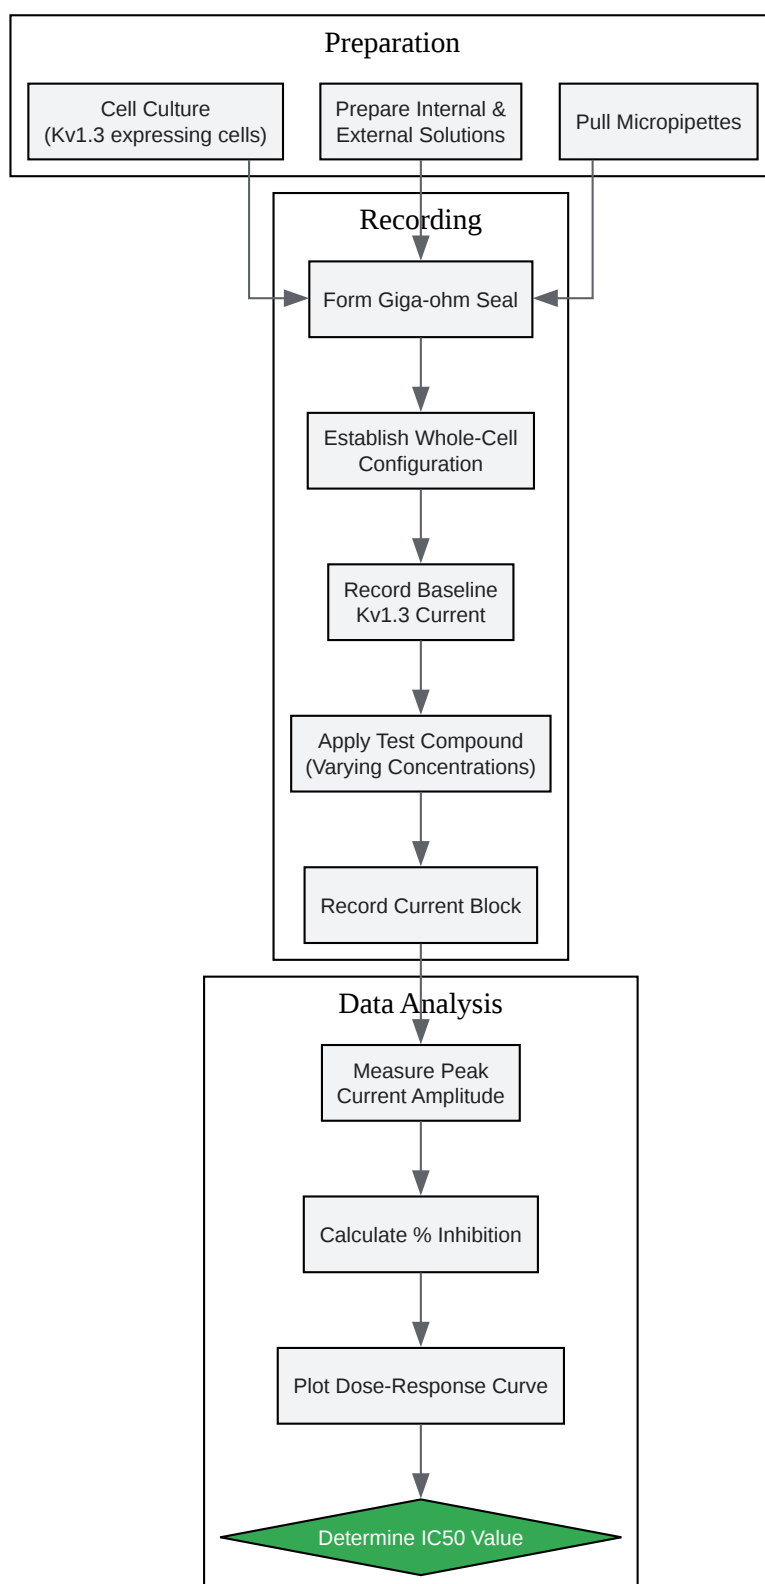 Preparation
Cell Culture
(Kv1.3 expressing cells)
Prepare Internal &
External Solutions
Pull Micropipettes
Recording
Form Giga-ohm Seal
Establish Whole-Cell
Configuration
Record Baseline
Kv1.3 Current
Apply Test Compound
(Varying Concentrations)
Record Current Block
Data Analysis
Measure Peak
Current Amplitude
Calculate % Inhibition
Plot Dose-Response Curve
Determine IC50 Value